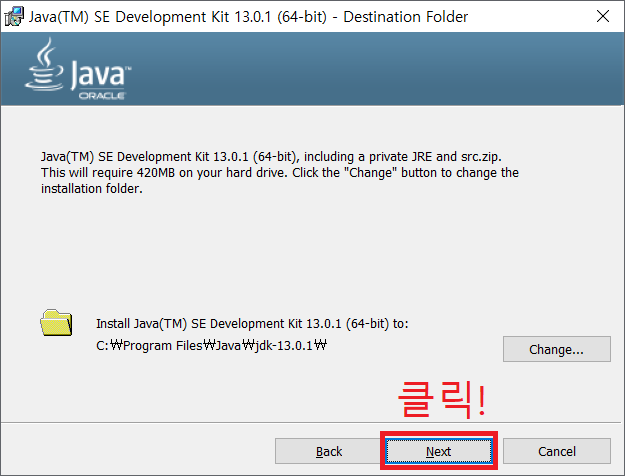 Java(TM) SE Development Kit 13.0.1 (64-bit) - Destination Folder
Java™
ORACLE
Java(TM) SE Development Kit 13.0.1 (64-bit), including a private JRE and src.zip.
This will require 420MB on your hard drive. Click the "Change" button to change the
installation folder.
Install Java(TM) SE Development Kit 13.0.1 (64-bit) to:
C:₩Program Files₩Java₩jdk-13.0.1₩
Change...
클릭!
Back
Next
Cancel